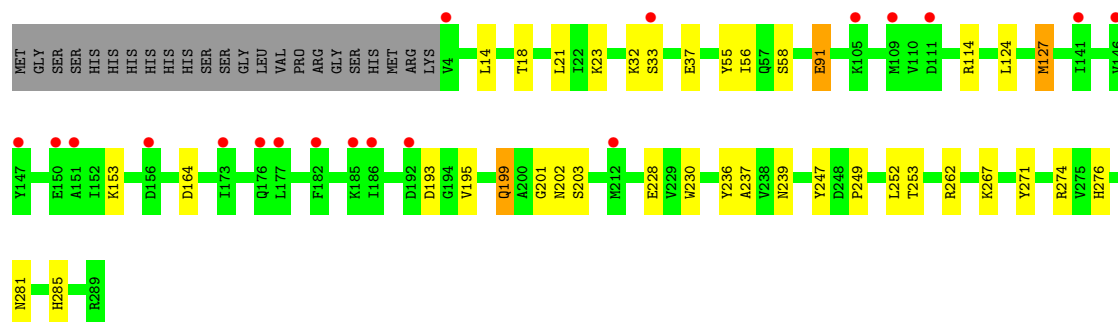 MET GLY SER SER HIS HIS HIS HIS HIS HIS SER SER GLY LEU VAL PRO ARG GLY SER HIS MET ARG LYS V4 L14 T18 L21 I22 K23 K32 S33 E37 Y55 I56 Q57 S58 E91 K105 M109 V110 D111 R114 L124 M127 I141 V146
Y147 E150 A151 I152 K153 D156 D164 I173 Q176 L177 F182 K185 I186 D192 D193 G194 V195 Q199 A200 G201 N202 S203 M212 E228 V229 W230 Y236 A237 V238 N239 Y247 D248 P249 L252 T253 R262 K267 Y271 R274 V275 H276
N281 H285 R289